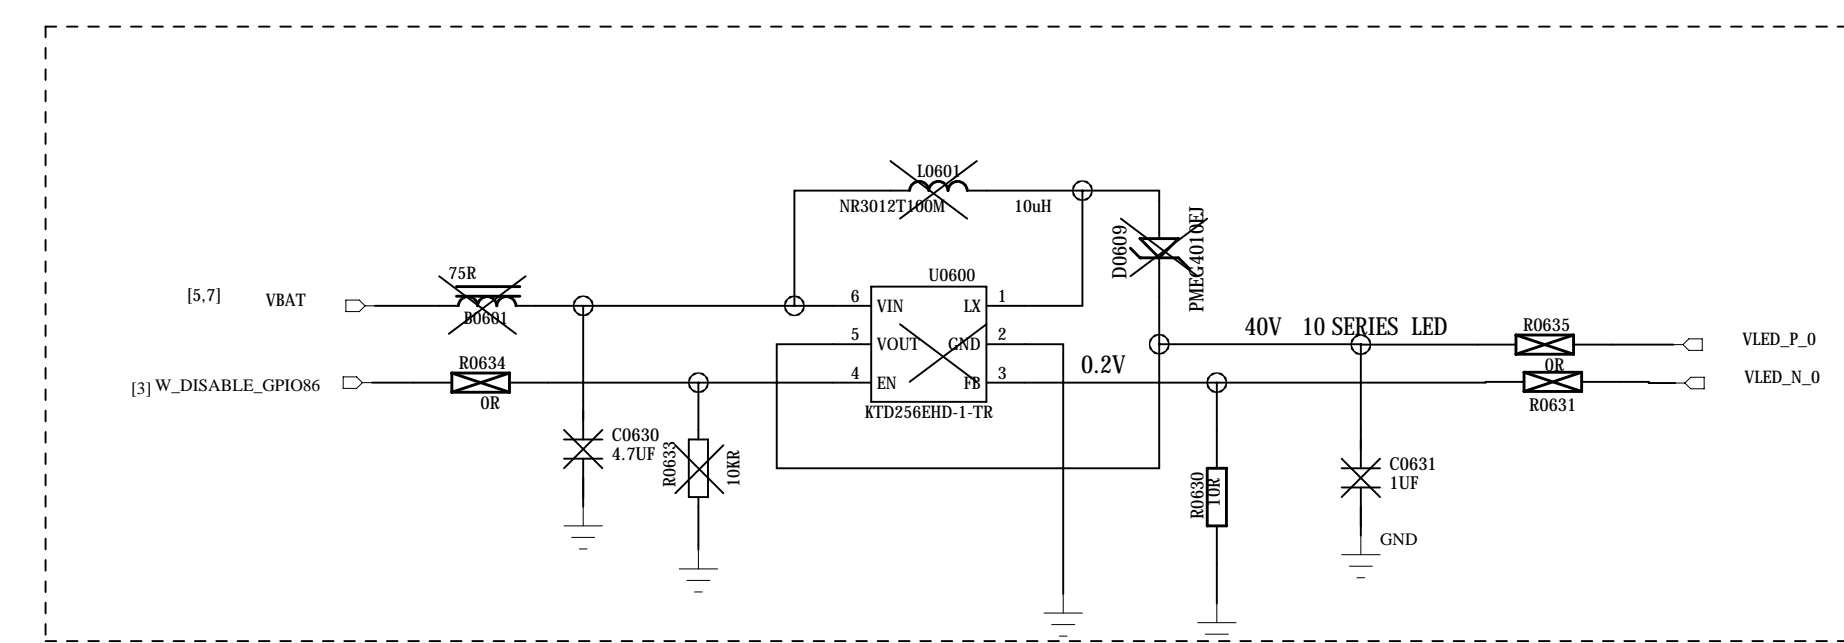 L0601
NR3012T100M 10uH
D0609
PMEG4010EJ
75R
U0600
[5,7] VBAT
B0601
6 VIN LX 1
5 VOUT GND 2
4 EN FB 3
KTD256EHD-1-TR
40V 10 SERIES LED
0.2V
R0635
0R
VLED_P_0
R0634
0R
[3] W_DISABLE_GPIO86
VLED_N_0
R0631
C0630
4.7UF
R0633
10KR
R0630
10R
C0631
1UF
GND